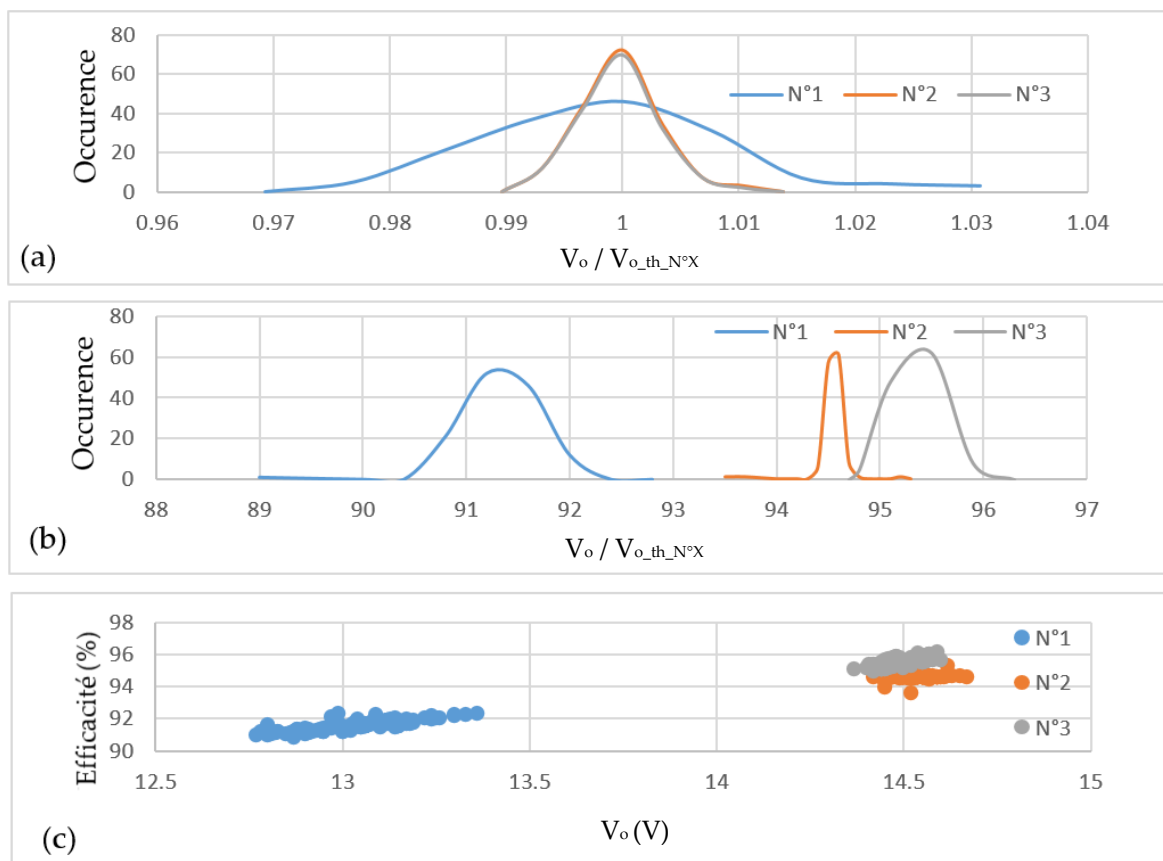 Occurence
80
60
40
20
0
N°1 N°2 N°3
0.96 0.97 0.98 0.99 1 1.01 1.02 1.03 1.04
(a)
Vo / Vo_th_N°X
Occurence
80
60
40
20
0
N°1 N°2 N°3
88 89 90 91 92 93 94 95 96 97
(b)
Vo / Vo_th_N°X
Efficacité (%)
98
96
94
92
90
N°1
N°2
N°3
12.5 13 13.5 14 14.5 15
(c)
Vo (V)